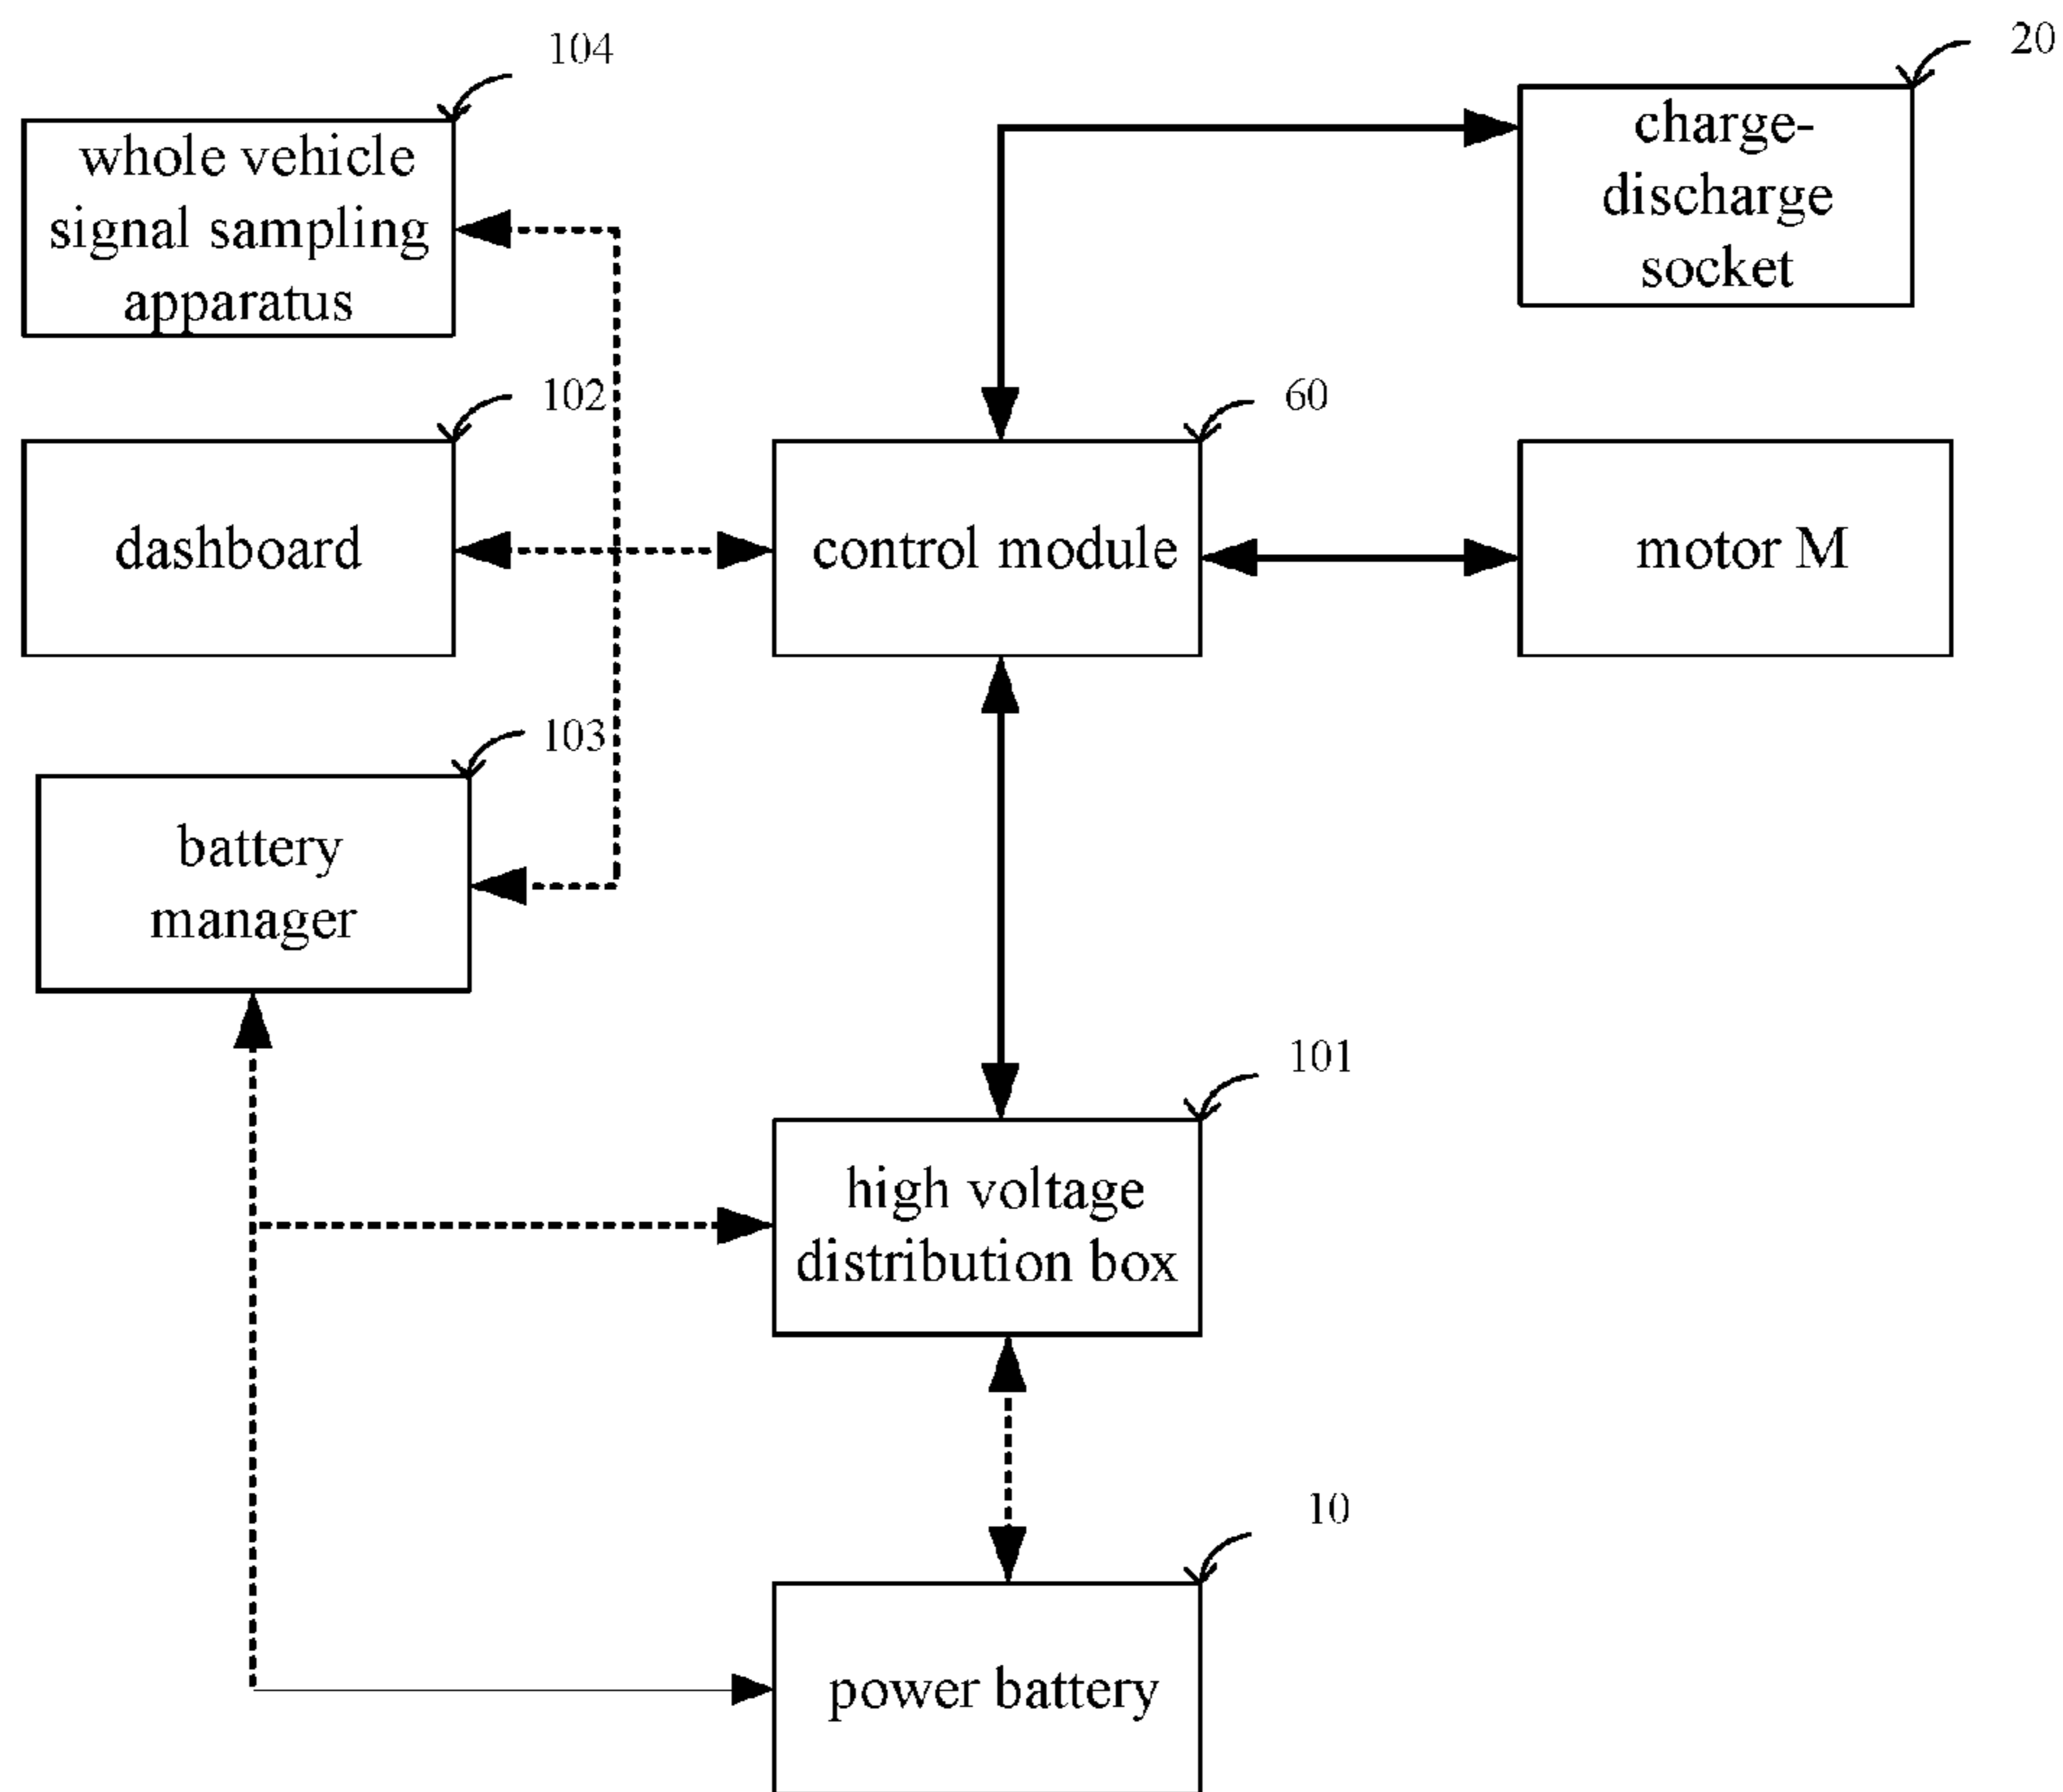 104
20
whole vehicle
signal sampling
apparatus
charge-
discharge
socket
102
60
dashboard
control module
motor M
103
battery
manager
101
high voltage
distribution box
10
power battery